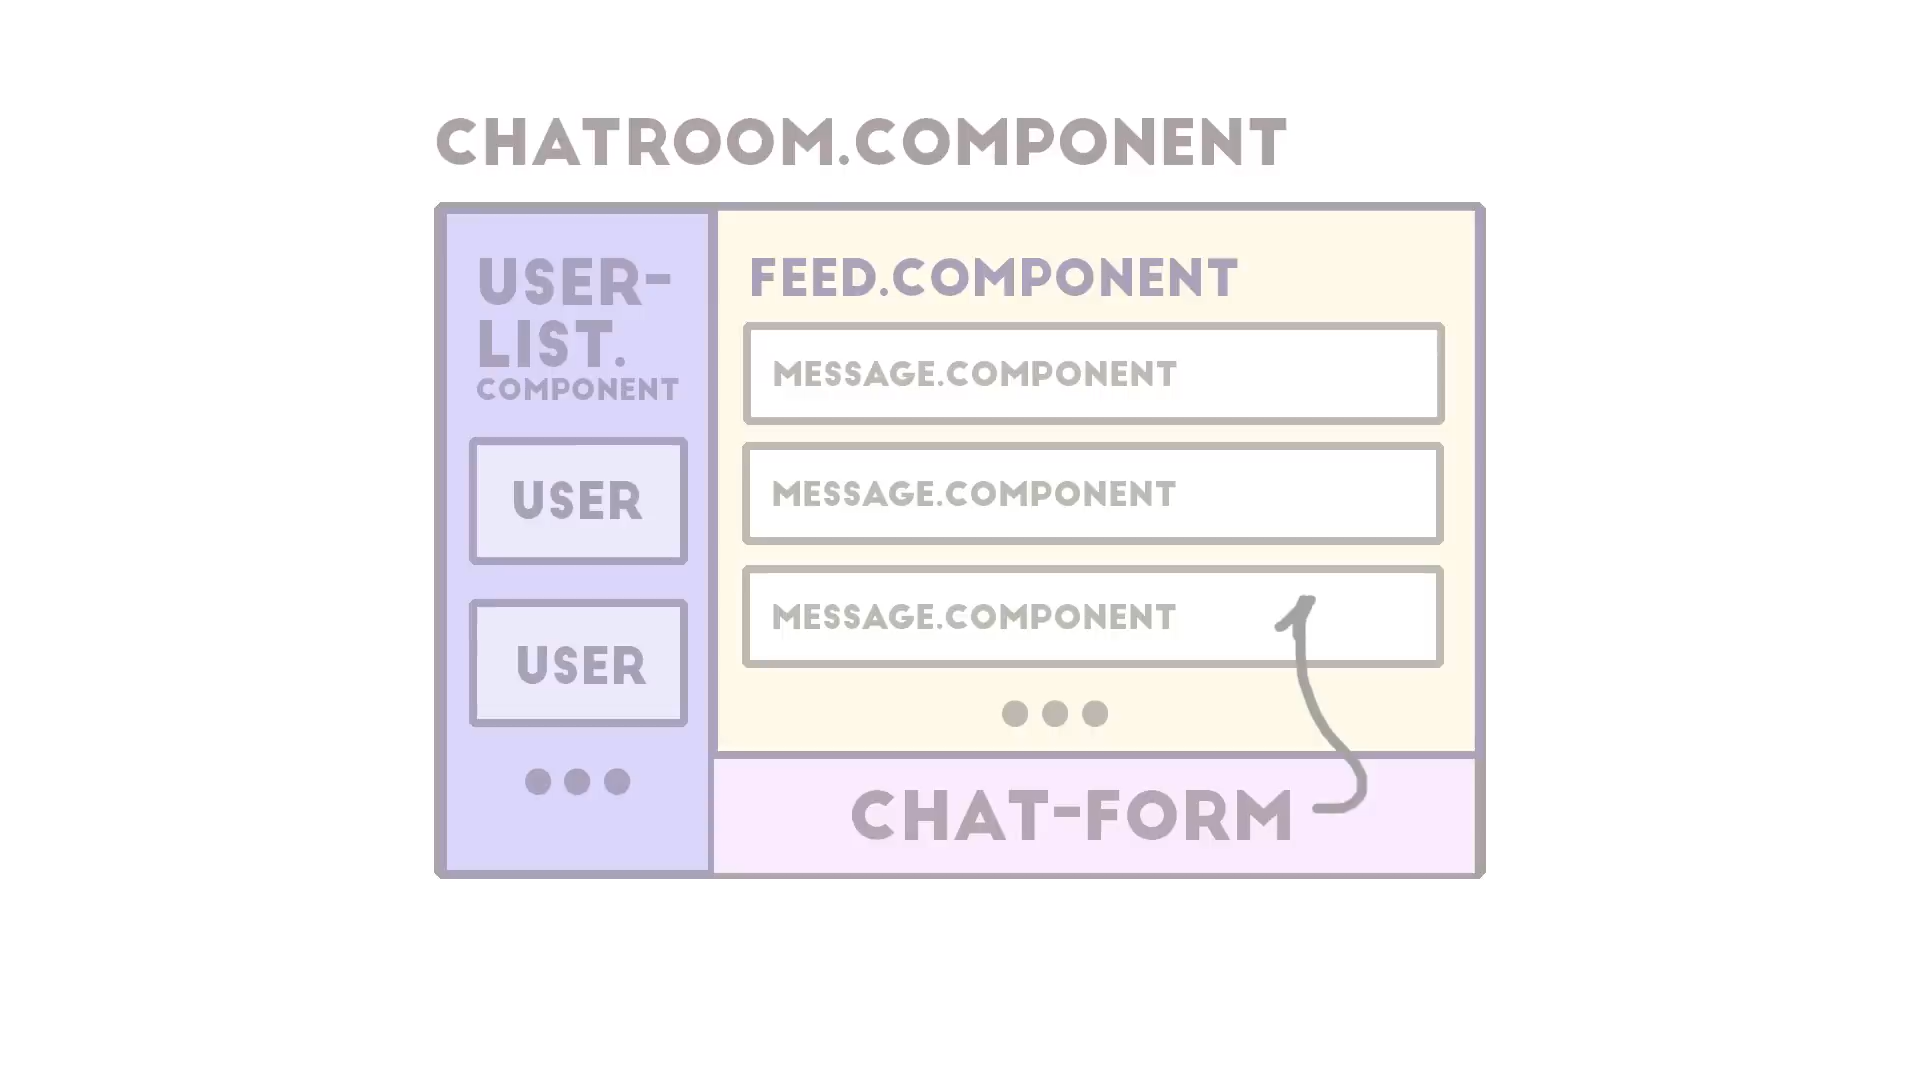 CHATROOM.COMPONENT
USER-
LIST.
COMPONENT
USER
USER
FEED.COMPONENT
MESSAGE.COMPONENT
MESSAGE.COMPONENT
MESSAGE.COMPONENT
CHAT-FORM